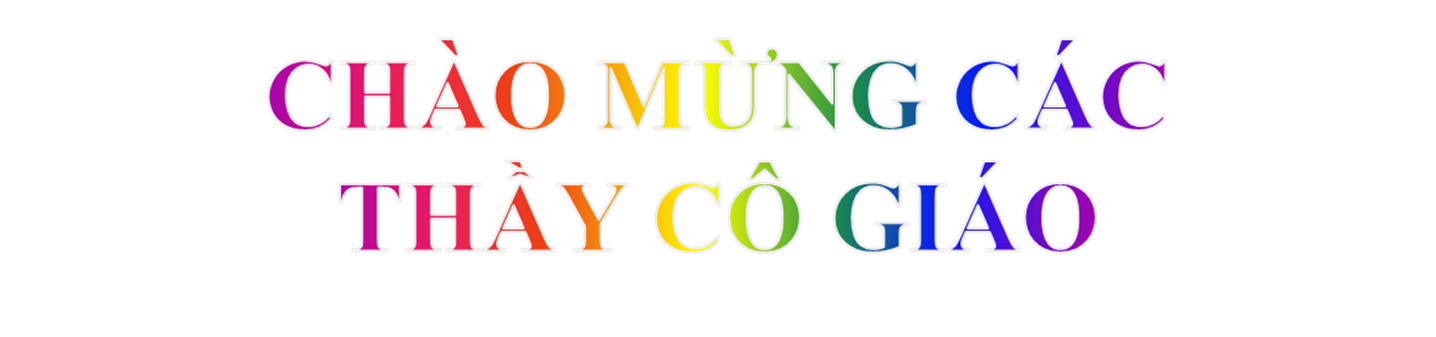 CHÀO MỪNG CÁC
THẦY CÔ GIÁO